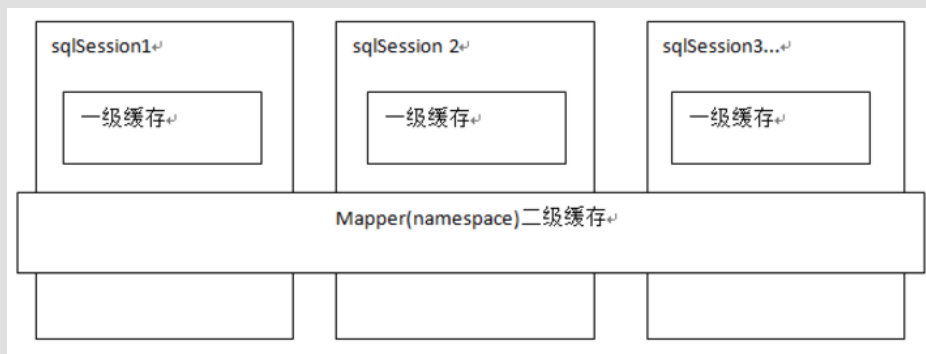 sqlSession1↵
sqlSession 2↵
sqlSession3...↵
一级缓存↵
一级缓存↵
一级缓存↵
Mapper(namespace)二级缓存↵